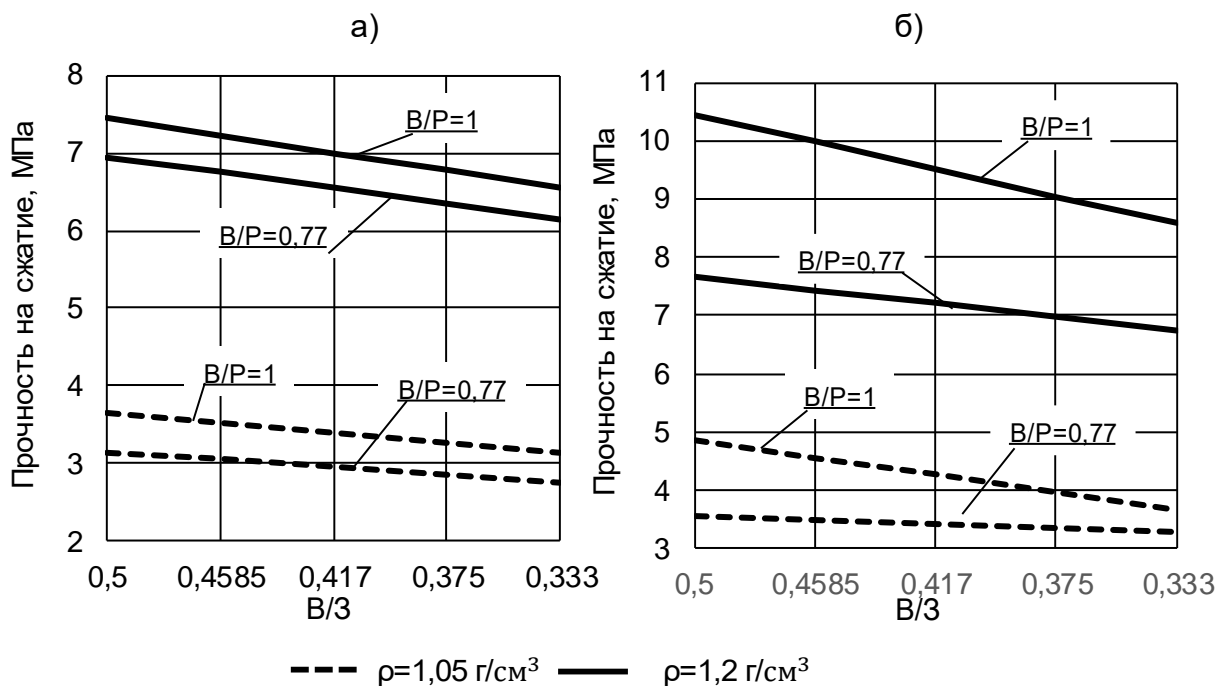 а)
Прочность на сжатие, МПа
8
7
6
5
4
3
2
В/Р=1
В/Р=0,77
В/Р=1
В/Р=0,77
0,5 0,4585 0,417 0,375 0,333
В/З
б)
Прочность на сжатие, МПа
11
10
9
8
7
6
5
4
3
В/Р=1
В/Р=0,77
В/Р=1
В/Р=0,77
0,5 0,4585 0,417 0,375 0,333
В/З
ρ=1,05 г/см³ ρ=1,2 г/см³